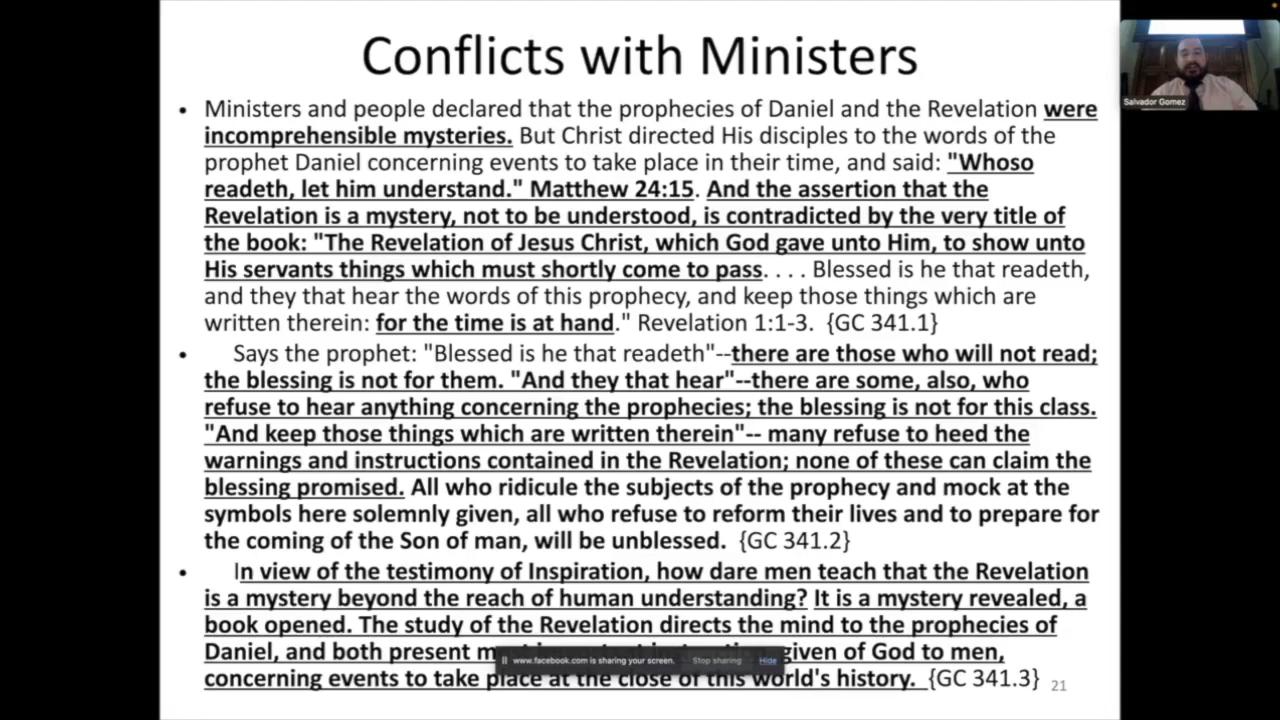 Conflicts with Ministers
Salvador Gomez
• Ministers and people declared that the prophecies of Daniel and the Revelation were
incomprehensible mysteries. But Christ directed His disciples to the words of the
prophet Daniel concerning events to take place in their time, and said: "Whoso
readeth, let him understand." Matthew 24:15. And the assertion that the
Revelation is a mystery, not to be understood, is contradicted by the very title of
the book: "The Revelation of Jesus Christ, which God gave unto Him, to show unto
His servants things which must shortly come to pass. . . . Blessed is he that readeth,
and they that hear the words of this prophecy, and keep those things which are
written therein: for the time is at hand." Revelation 1:1-3. {GC 341.1}
• Says the prophet: "Blessed is he that readeth"--there are those who will not read;
the blessing is not for them. "And they that hear"--there are some, also, who
refuse to hear anything concerning the prophecies; the blessing is not for this class.
"And keep those things which are written therein"-- many refuse to heed the
warnings and instructions contained in the Revelation; none of these can claim the
blessing promised. All who ridicule the subjects of the prophecy and mock at the
symbols here solemnly given, all who refuse to reform their lives and to prepare for
the coming of the Son of man, will be unblessed. {GC 341.2}
• In view of the testimony of Inspiration, how dare men teach that the Revelation
is a mystery beyond the reach of human understanding? It is a mystery revealed, a
book opened. The study of the Revelation directs the mind to the prophecies of
Daniel, and both present given of God to men,
www.facebook.com is sharing your screen. Stop sharing Hide
concerning events to take place at the close of this world's history. {GC 341.3}
21